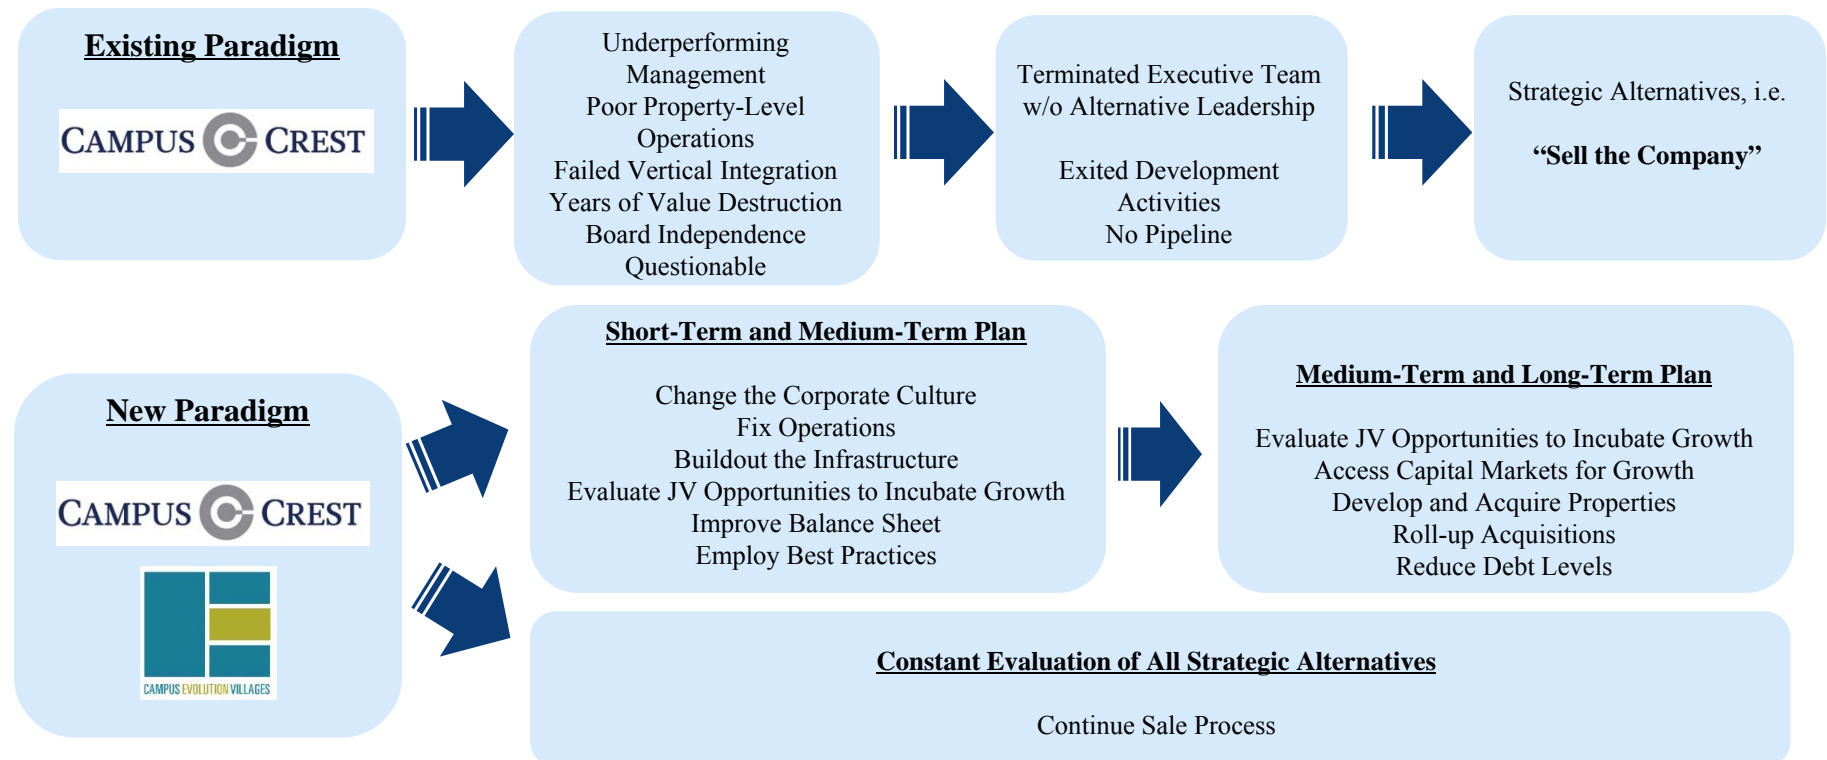 Existing Paradigm
CAMPUS CREST
Underperforming
Management
Poor Property-Level
Operations
Failed Vertical Integration
Years of Value Destruction
Board Independence
Questionable
Terminated Executive Team
w/o Alternative Leadership
Exited Development
Activities
No Pipeline
Strategic Alternatives, i.e.
“Sell the Company”
New Paradigm
CAMPUS CREST
CAMPUS EVOLUTION VILLAGES
Short-Term and Medium-Term Plan
Change the Corporate Culture
Fix Operations
Buildout the Infrastructure
Evaluate JV Opportunities to Incubate Growth
Improve Balance Sheet
Employ Best Practices
Medium-Term and Long-Term Plan
Evaluate JV Opportunities to Incubate Growth
Access Capital Markets for Growth
Develop and Acquire Properties
Roll-up Acquisitions
Reduce Debt Levels
Constant Evaluation of All Strategic Alternatives
Continue Sale Process